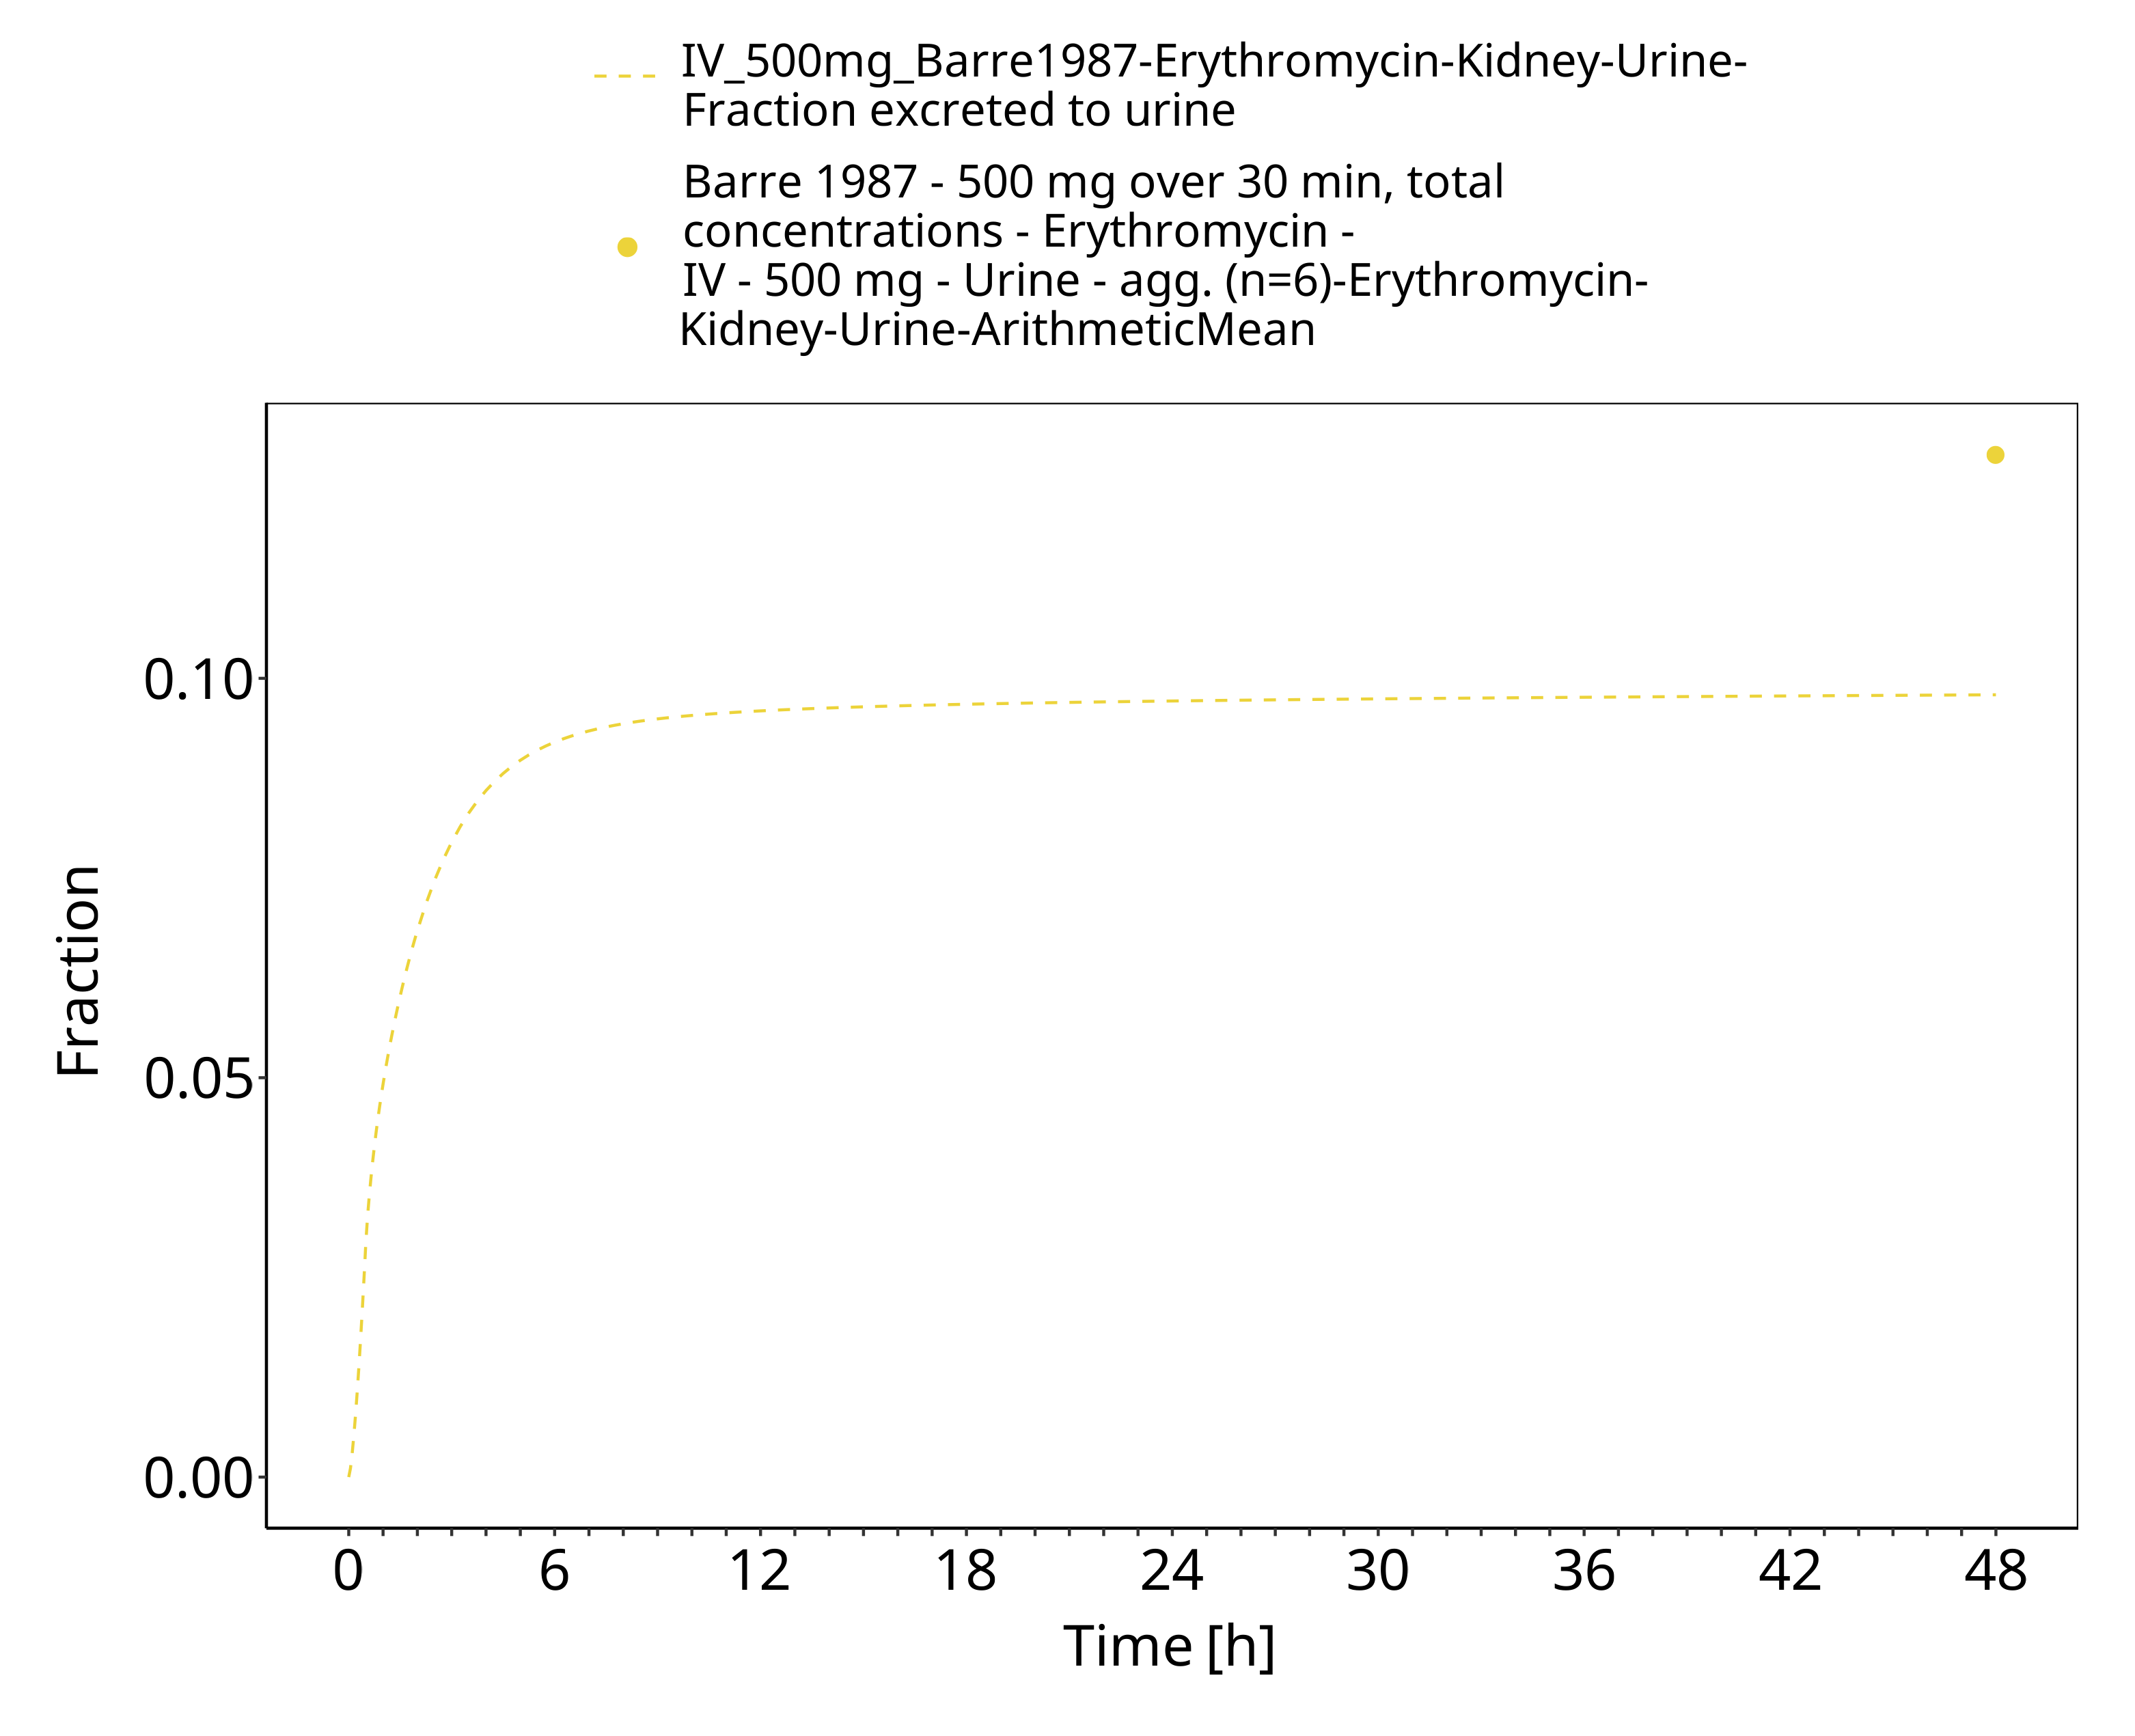 IV_500mg_Barre1987-Erythromycin-Kidney-Urine-
Fraction excreted to urine
Barre 1987 - 500 mg over 30 min, total
concentrations - Erythromycin -
IV - 500 mg - Urine - agg. (n=6)-Erythromycin-
Kidney-Urine-ArithmeticMean
0.10
0.05
0.00
Fraction
0 6 12 18 24 30 36 42 48
Time [h]